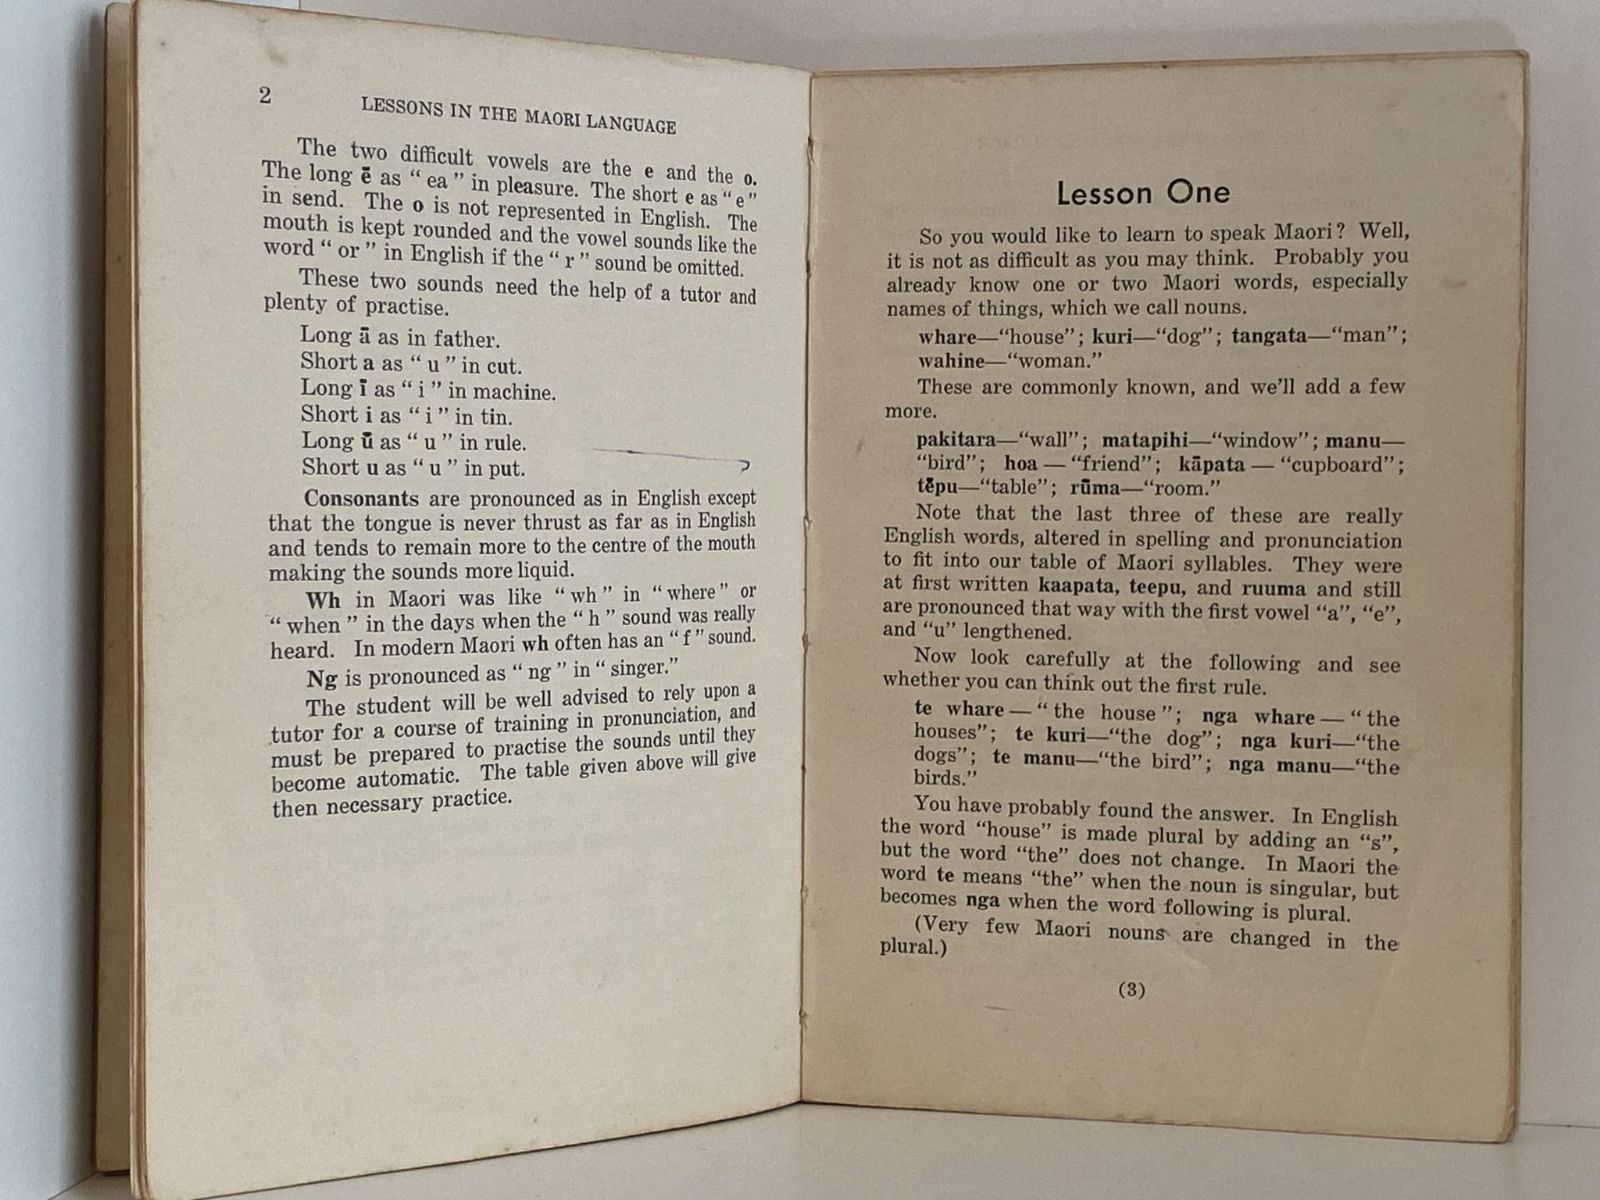 2 LESSONS IN THE MAORI LANGUAGE
The two difficult vowels are the e and the o.
The long ē as “ ea ” in pleasure. The short e as “ e ”
in send. The o is not represented in English. The
mouth is kept rounded and the vowel sounds like the
word “ or ” in English if the “ r ” sound be omitted.
These two sounds need the help of a tutor and
plenty of practise.
Long ā as in father.
Short a as “ u ” in cut.
Long ī as “ i ” in machine.
Short i as “ i ” in tin.
Long ū as “ u ” in rule.
Short u as “ u ” in put.
Consonants are pronounced as in English except
that the tongue is never thrust as far as in English
and tends to remain more to the centre of the mouth
making the sounds more liquid.
Wh in Maori was like “ wh ” in “ where ” or
“ when ” in the days when the “ h ” sound was really
heard. In modern Maori wh often has an “ f ” sound.
Ng is pronounced as “ ng ” in “ singer.”
The student will be well advised to rely upon a
tutor for a course of training in pronunciation, and
must be prepared to practise the sounds until they
become automatic. The table given above will give
then necessary practice.
Lesson One
So you would like to learn to speak Maori? Well,
it is not as difficult as you may think. Probably you
already know one or two Maori words, especially
names of things, which we call nouns.
whare—“house”; kuri—“dog”; tangata—“man”;
wahine—“woman.”
These are commonly known, and we’ll add a few
more.
pakitara—“wall”; matapihi—“window”; manu—
“bird”; hoa — “friend”; kāpata — “cupboard”;
tēpu—“table”; rūma—“room.”
Note that the last three of these are really
English words, altered in spelling and pronunciation
to fit into our table of Maori syllables. They were
at first written kaapata, teepu, and ruuma and still
are pronounced that way with the first vowel “a”, “e”,
and “u” lengthened.
Now look carefully at the following and see
whether you can think out the first rule.
te whare — “ the house ”; nga whare — “ the
houses”; te kuri—“the dog”; nga kuri—“the
dogs”; te manu—“the bird”; nga manu—“the
birds.”
You have probably found the answer. In English
the word “house” is made plural by adding an “s”,
but the word “the” does not change. In Maori the
word te means “the” when the noun is singular, but
becomes nga when the word following is plural.
(Very few Maori nouns are changed in the
plural.)
(3)